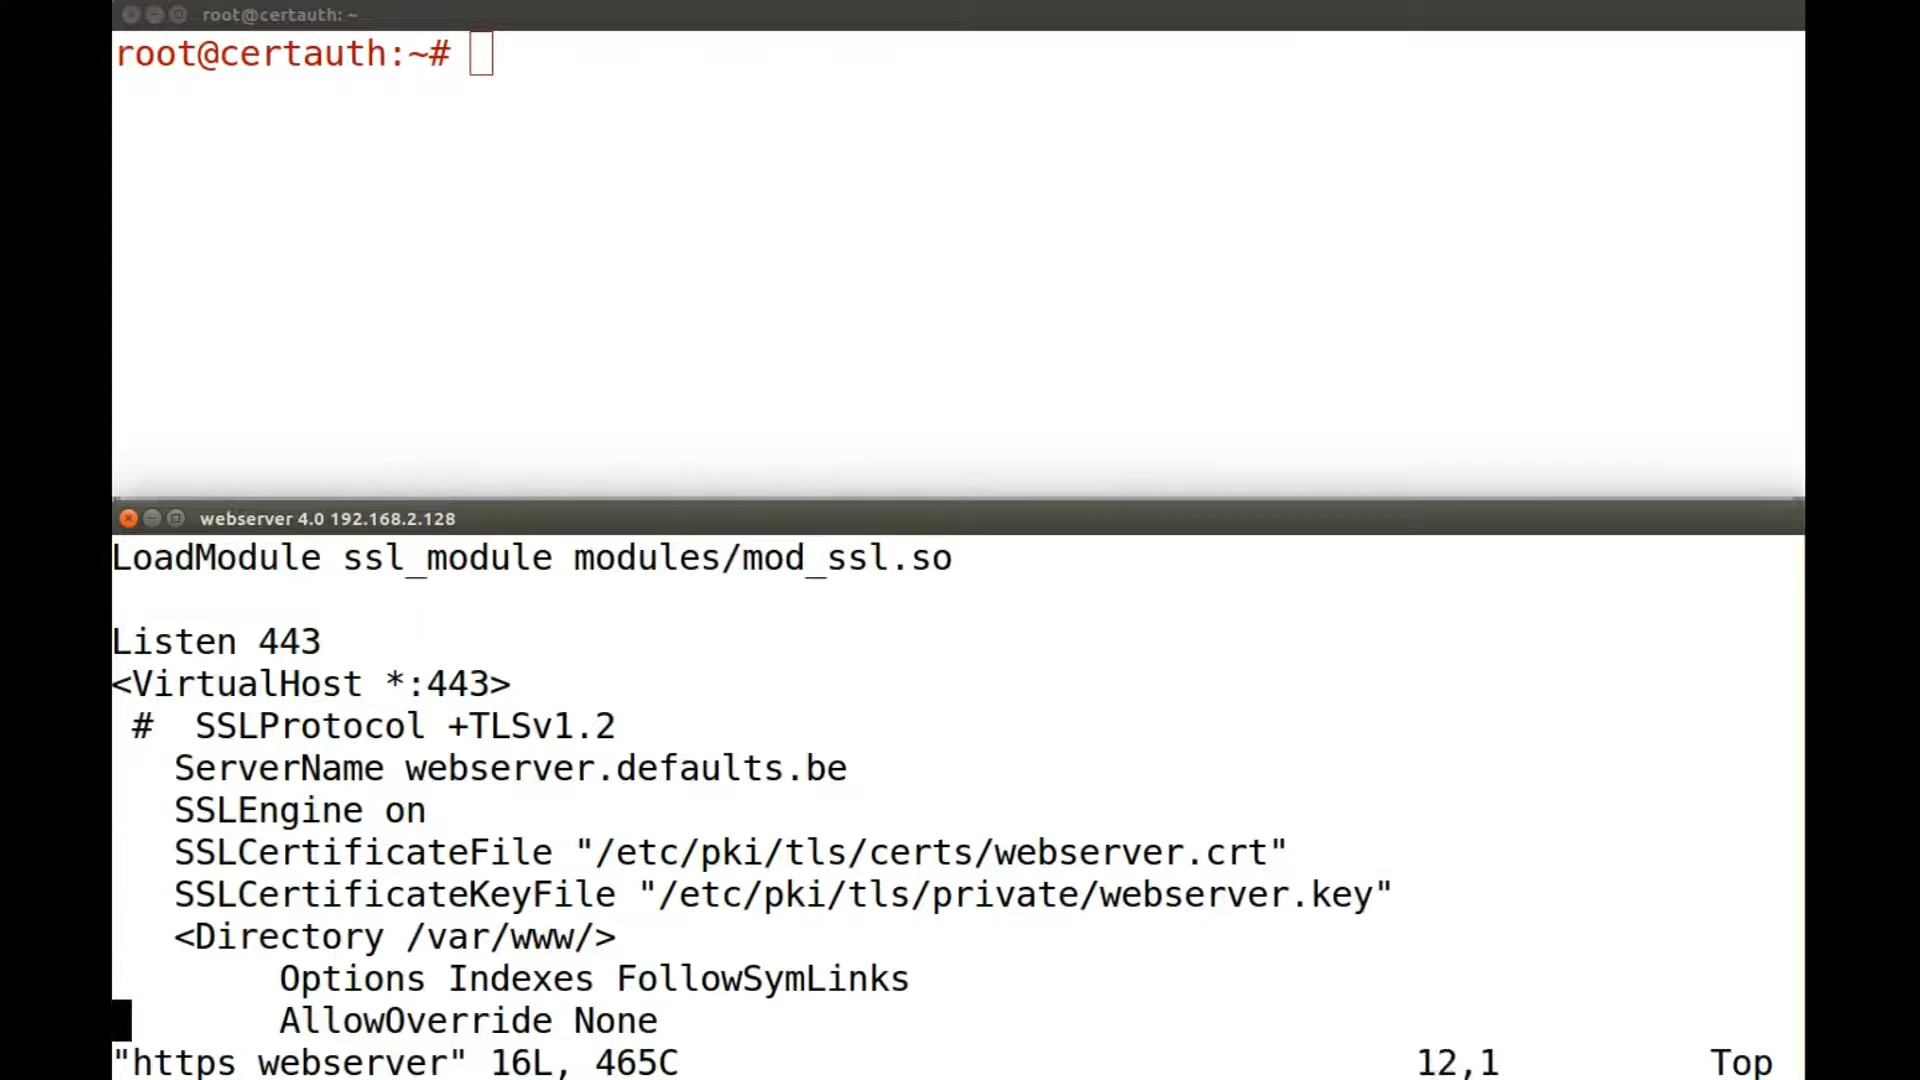 root@certauth: ~
root@certauth:~#
webserver 4.0 192.168.2.128
LoadModule ssl_module modules/mod_ssl.so
Listen 443
<VirtualHost *:443>
# SSLProtocol +TLSv1.2
ServerName webserver.defaults.be
SSLEngine on
SSLCertificateFile "/etc/pki/tls/certs/webserver.crt"
SSLCertificateKeyFile "/etc/pki/tls/private/webserver.key"
<Directory /var/www/>
Options Indexes FollowSymLinks
AllowOverride None
"https webserver" 16L, 465C 12,1 Top